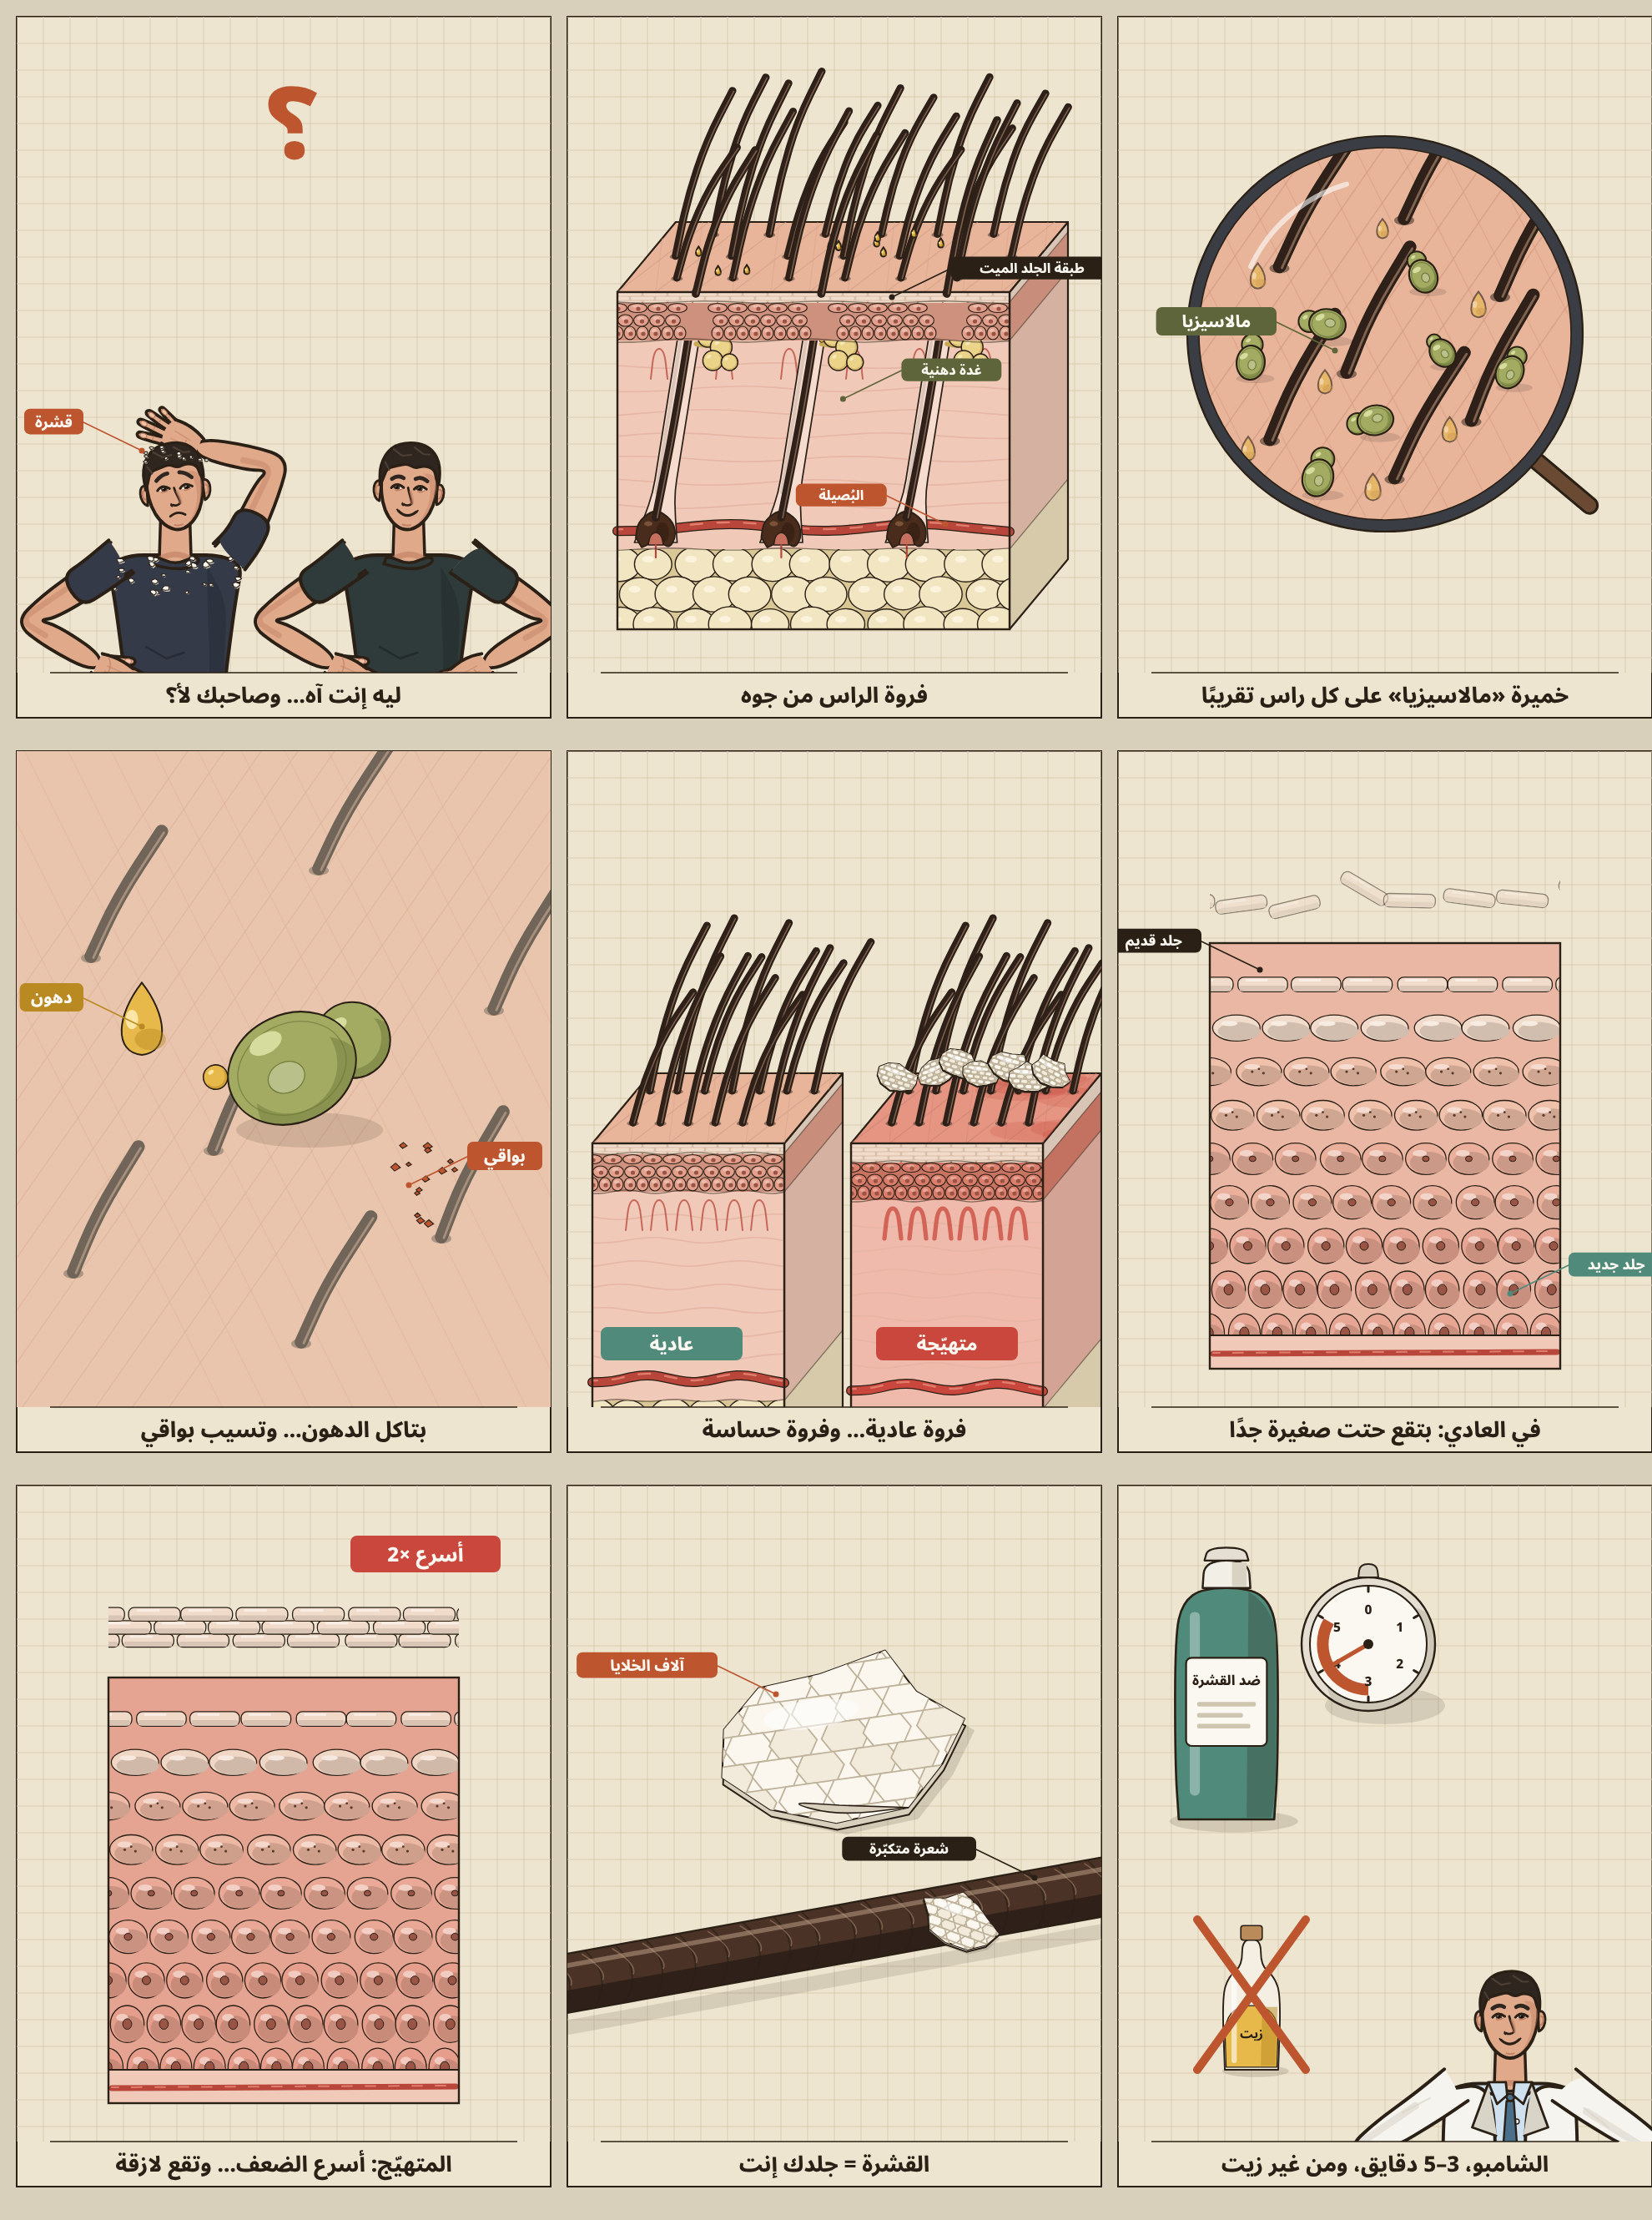 ؟
قشرة
ليه إنت آه... وصاحبك لأ؟
طبقة الجلد الميت
غدة دهنية
البُصيلة
فروة الراس من جوه
مالاسيزيا
خميرة «مالاسيزيا» على كل راس تقريبًا
دهون
بواقي
بتاكل الدهون... وتسيب بواقي
عادية
متهيّجة
فروة عادية... وفروة حساسة
جلد قديم
جلد جديد
في العادي: بتقع حتت صغيرة جدًا
أسرع ×2
المتهيّج: أسرع الضعف... وتقع لازقة
آلاف الخلايا
شعرة متكبّرة
القشرة = جلدك إنت
ضد القشرة
0
1
2
3
4
5
زيت
الشامبو، 3–5 دقايق، ومن غير زيت